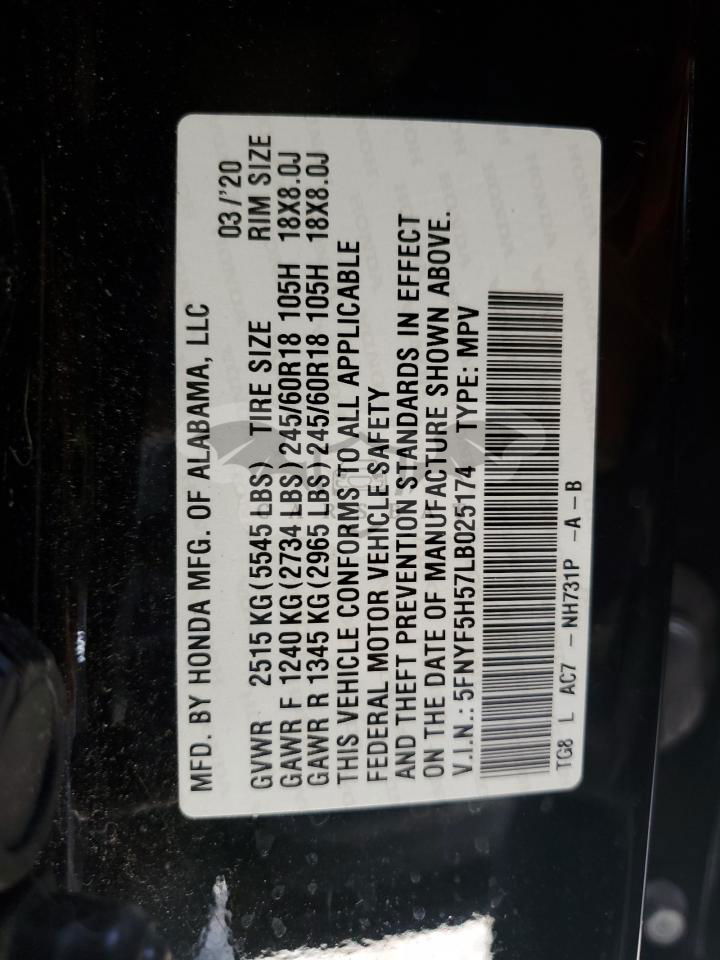 MFD. BY HONDA MFG. OF ALABAMA, LLC 03/'20
GVWR 2515 KG (5545 LBS) TIRE SIZE RIM SIZE
GAWR F 1240 KG (2734 LBS) 245/60R18 105H 18X8.0J
GAWR R 1345 KG (2965 LBS) 245/60R18 105H 18X8.0J
THIS VEHICLE CONFORMS TO ALL APPLICABLE
FEDERAL MOTOR VEHICLE SAFETY
AND THEFT PREVENTION STANDARDS IN EFFECT
ON THE DATE OF MANUFACTURE SHOWN ABOVE.
V.I.N.: 5FNYF5H57LB025174 TYPE: MPV
TG8 L AC7 - NH731P -A-B